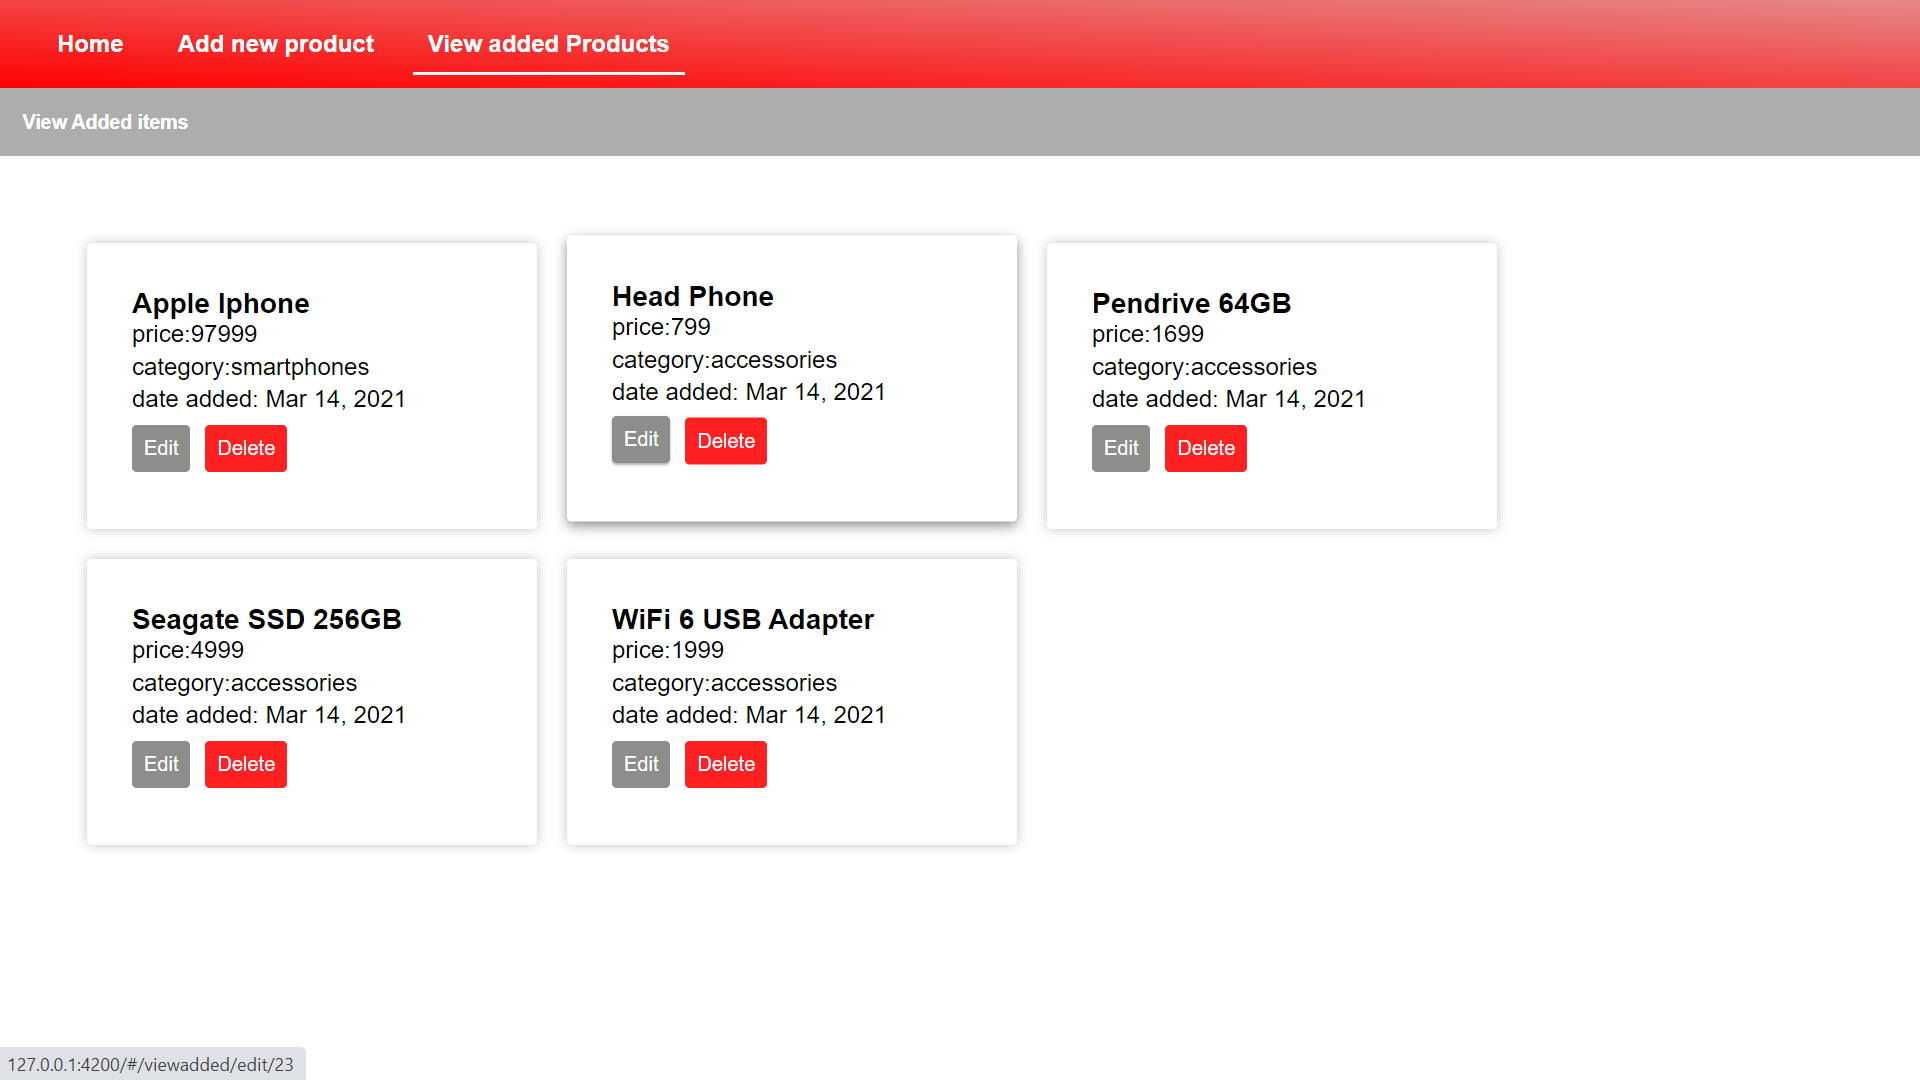 Home Add new product View added Products
View Added items
Apple Iphone
price:97999
category:smartphones
date added: Mar 14, 2021
Edit Delete
Head Phone
price:799
category:accessories
date added: Mar 14, 2021
Edit Delete
Pendrive 64GB
price:1699
category:accessories
date added: Mar 14, 2021
Edit Delete
Seagate SSD 256GB
price:4999
category:accessories
date added: Mar 14, 2021
Edit Delete
WiFi 6 USB Adapter
price:1999
category:accessories
date added: Mar 14, 2021
Edit Delete
127.0.0.1:4200/#/viewadded/edit/23